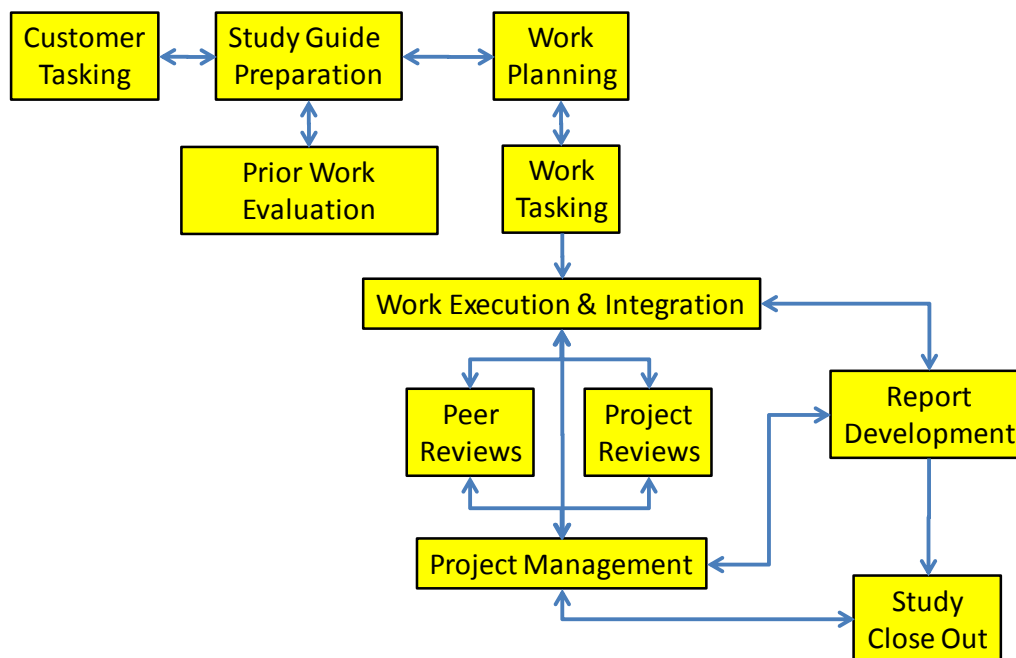 Customer
Tasking
Study Guide
Preparation
Work
Planning
Prior Work
Evaluation
Work
Tasking
Work Execution & Integration
Peer
Reviews
Project
Reviews
Report
Development
Project Management
Study
Close Out